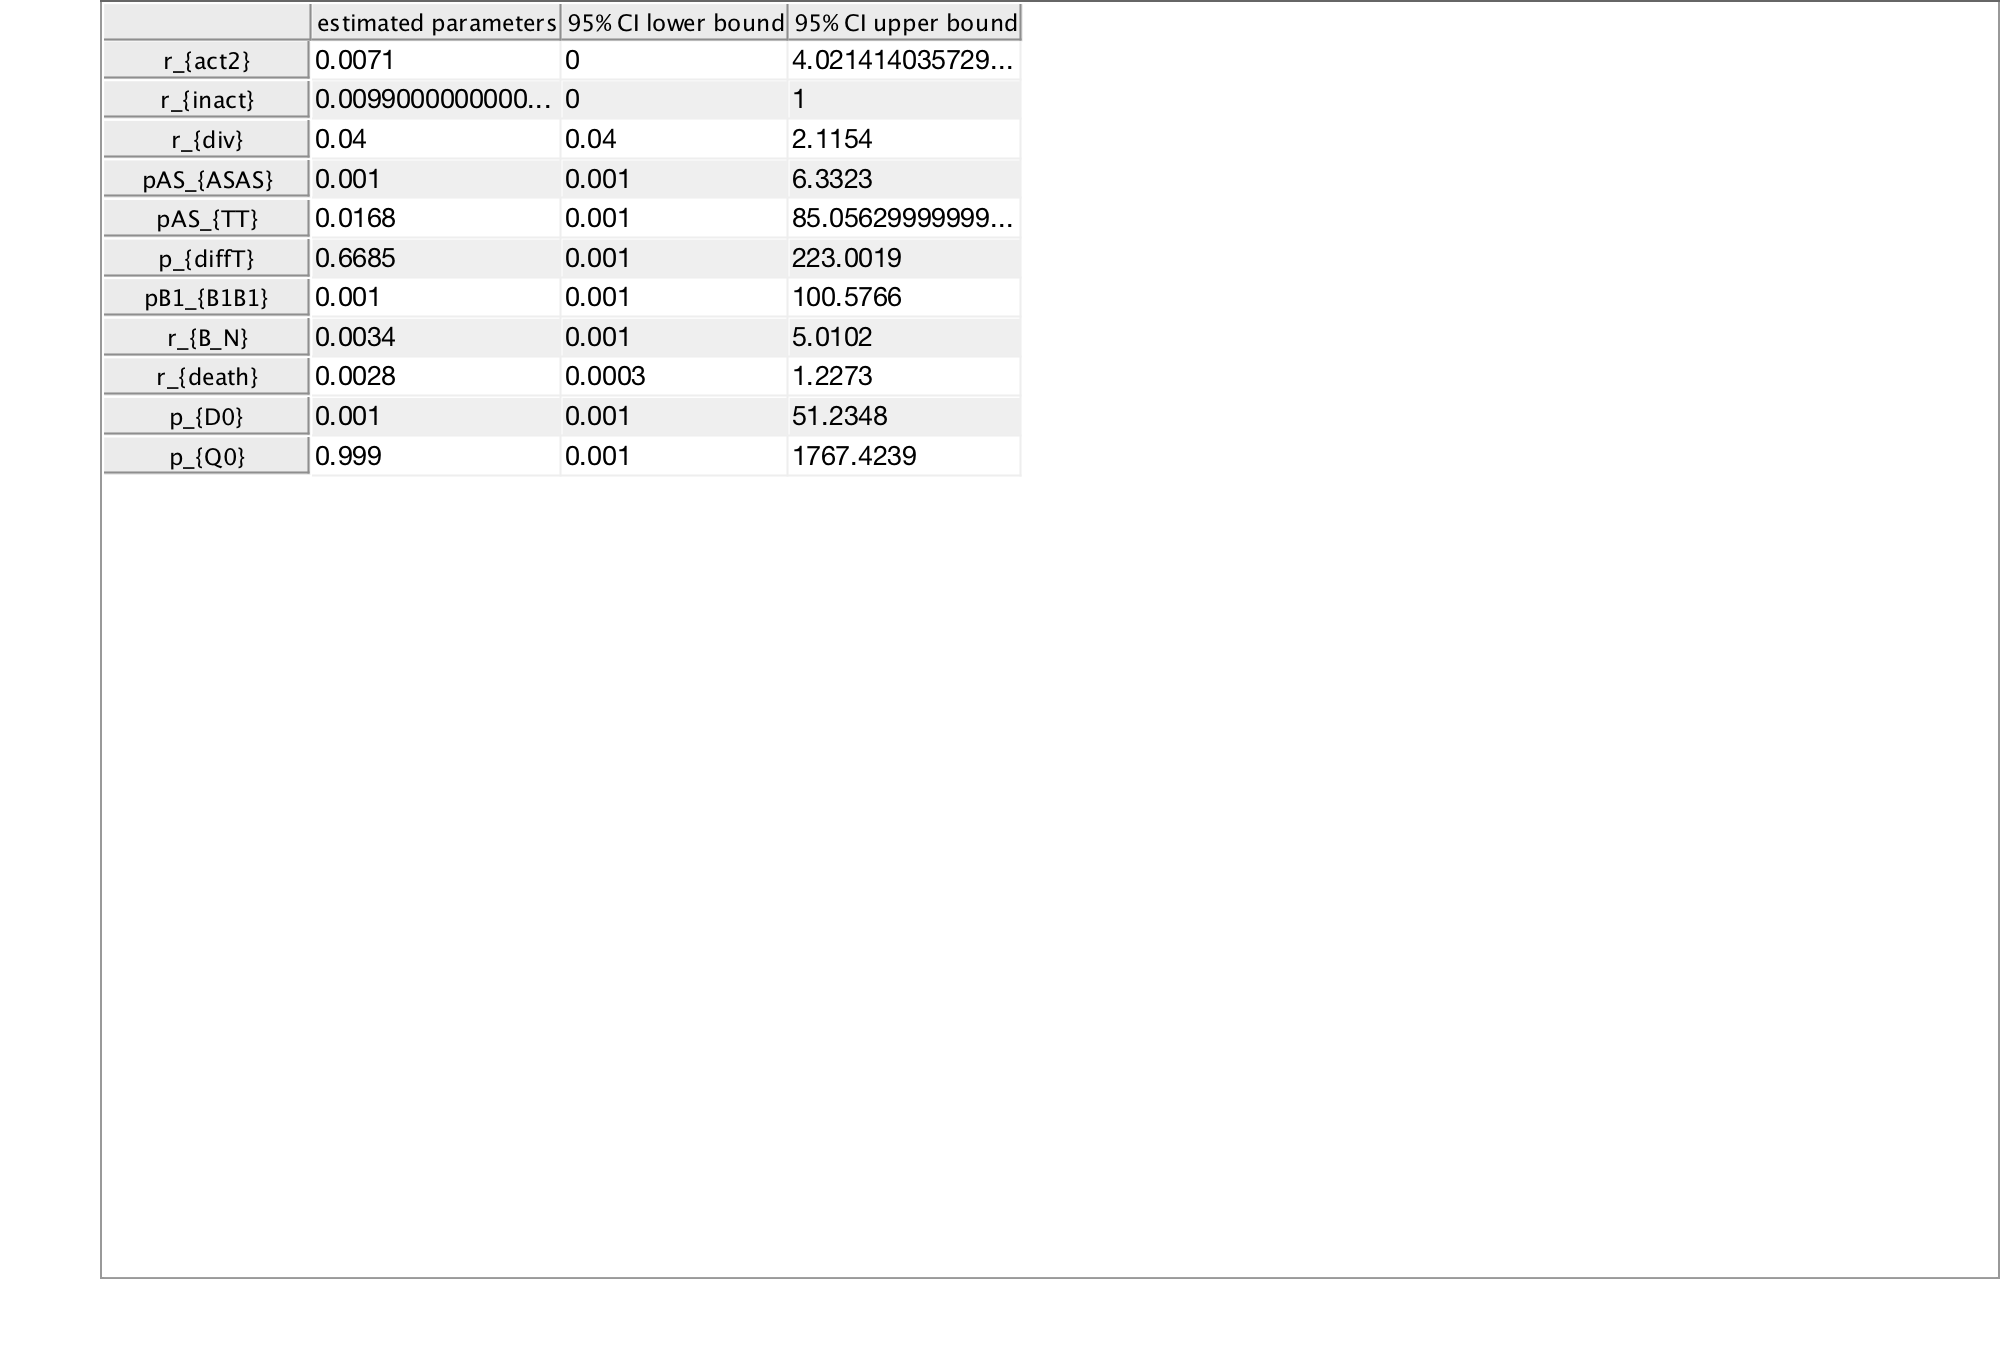 estimated parameters 95% CI lower bound 95% CI upper bound
r_{act2} 0.0071 0 4.021414035729...
r_{inact} 0.0099000000000... 0 1
r_{div} 0.04 0.04 2.1154
pAS_{ASAS} 0.001 0.001 6.3323
pAS_{TT} 0.0168 0.001 85.05629999999...
p_{diffT} 0.6685 0.001 223.0019
pB1_{B1B1} 0.001 0.001 100.5766
r_{B_N} 0.0034 0.001 5.0102
r_{death} 0.0028 0.0003 1.2273
p_{D0} 0.001 0.001 51.2348
p_{Q0} 0.999 0.001 1767.4239